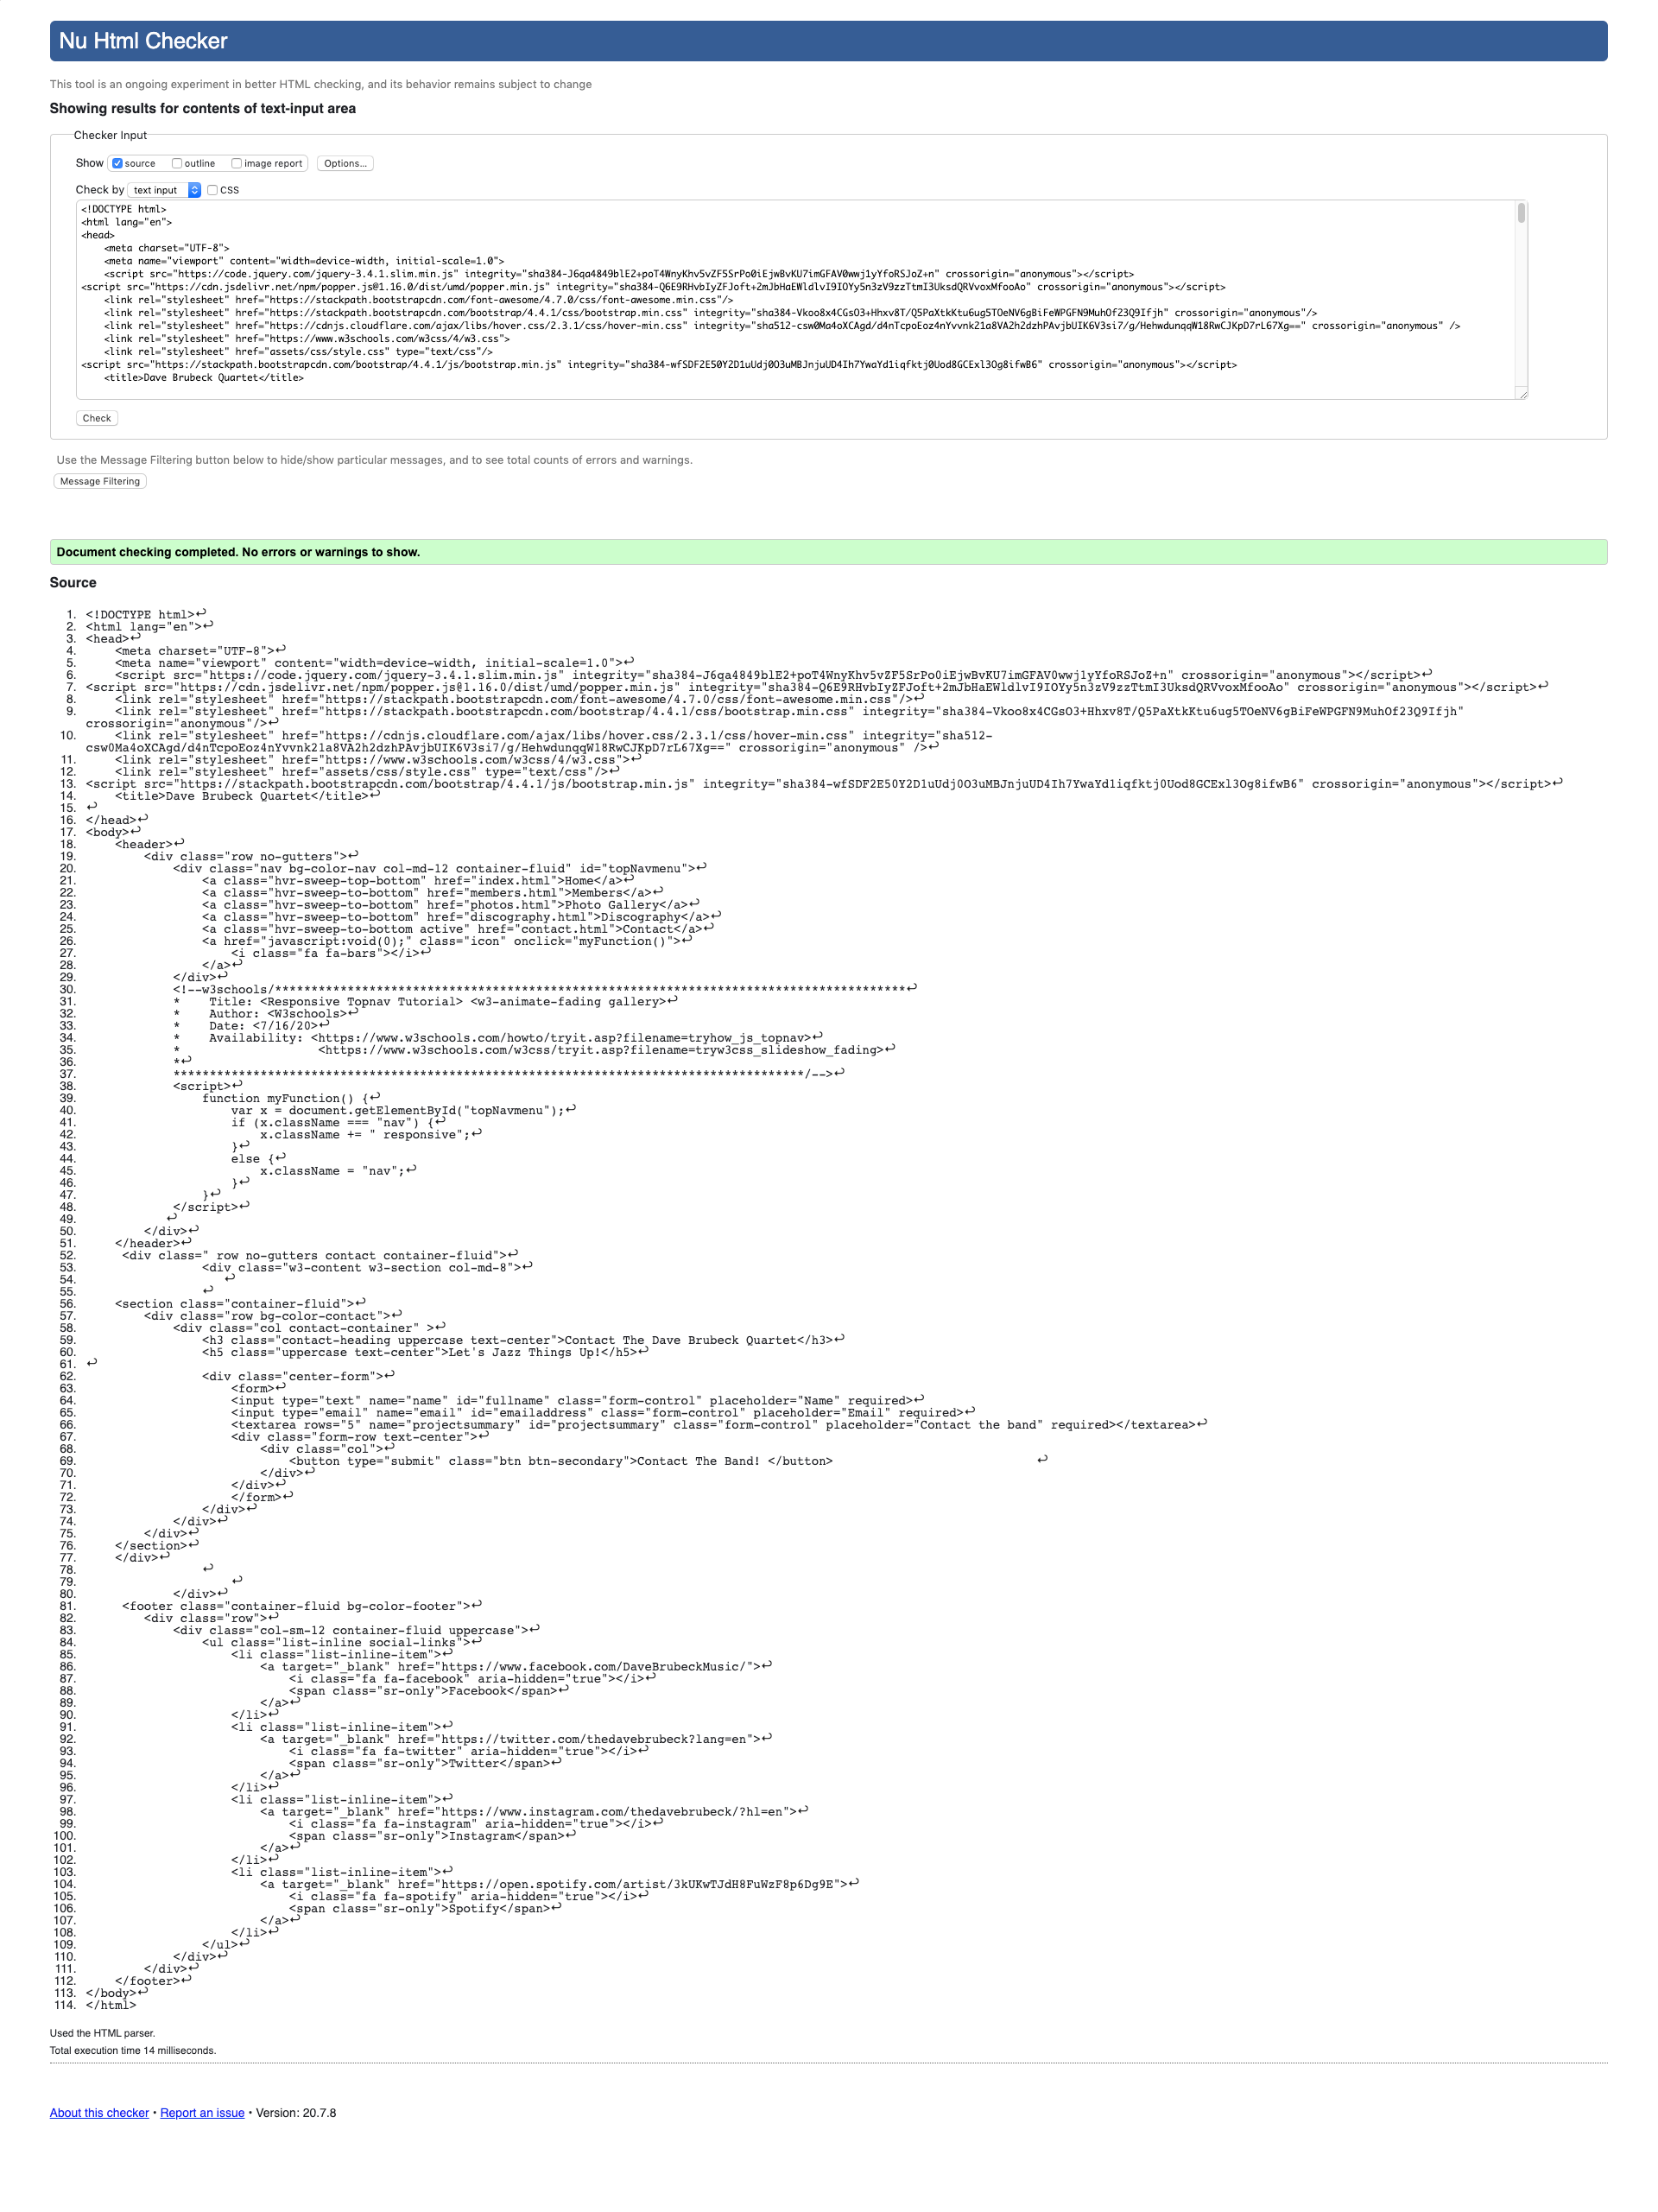 Nu Html Checker
This tool is an ongoing experiment in better HTML checking, and its behavior remains subject to change
Showing results for contents of text-input area
Checker Input
Show source outline image report Options...
Check by text input CSS
<!DOCTYPE html>
<html lang="en">
<head>
    <meta charset="UTF-8">
    <meta name="viewport" content="width=device-width, initial-scale=1.0">
    <script src="https://code.jquery.com/jquery-3.4.1.slim.min.js" integrity="sha384-J6qa4849blE2+poT4WnyKhv5vZF5SrPo0iEjwBvKU7imGFAV0wwj1yYfoRSJoZ+n" crossorigin="anonymous"></script>
<script src="https://cdn.jsdelivr.net/npm/popper.js@1.16.0/dist/umd/popper.min.js" integrity="sha384-Q6E9RHvbIyZFJoft+2mJbHaEWldlvI9IOYy5n3zV9zzTtmI3UksdQRVvoxMfooAo" crossorigin="anonymous"></script>
    <link rel="stylesheet" href="https://stackpath.bootstrapcdn.com/font-awesome/4.7.0/css/font-awesome.min.css"/>
    <link rel="stylesheet" href="https://stackpath.bootstrapcdn.com/bootstrap/4.4.1/css/bootstrap.min.css" integrity="sha384-Vkoo8x4CGsO3+Hhxv8T/Q5PaXtkKtu6ug5TOeNV6gBiFeWPGFN9MuhOf23Q9Ifjh" crossorigin="anonymous"/>
    <link rel="stylesheet" href="https://cdnjs.cloudflare.com/ajax/libs/hover.css/2.3.1/css/hover-min.css" integrity="sha512-csw0Ma4oXCAgd/d4nTcpoEoz4nYvvnk21a8VA2h2dzhPAvjbUIK6V3si7/g/HehwdunqqW18RwCJKpD7rL67Xg==" crossorigin="anonymous" />
    <link rel="stylesheet" href="https://www.w3schools.com/w3css/4/w3.css">
    <link rel="stylesheet" href="assets/css/style.css" type="text/css"/>
<script src="https://stackpath.bootstrapcdn.com/bootstrap/4.4.1/js/bootstrap.min.js" integrity="sha384-wfSDF2E50Y2D1uUdj0O3uMBJnjuUD4Ih7YwaYd1iqfktj0Uod8GCExl3Og8ifwB6" crossorigin="anonymous"></script>
    <title>Dave Brubeck Quartet</title>
Check
Use the Message Filtering button below to hide/show particular messages, and to see total counts of errors and warnings.
Message Filtering
Document checking completed. No errors or warnings to show.
Source
1. <!DOCTYPE html>↩
2. <html lang="en">↩
3. <head>↩
4.     <meta charset="UTF-8">↩
5.     <meta name="viewport" content="width=device-width, initial-scale=1.0">↩
6.     <script src="https://code.jquery.com/jquery-3.4.1.slim.min.js" integrity="sha384-J6qa4849blE2+poT4WnyKhv5vZF5SrPo0iEjwBvKU7imGFAV0wwj1yYfoRSJoZ+n" crossorigin="anonymous"></script>↩
7. <script src="https://cdn.jsdelivr.net/npm/popper.js@1.16.0/dist/umd/popper.min.js" integrity="sha384-Q6E9RHvbIyZFJoft+2mJbHaEWldlvI9IOYy5n3zV9zzTtmI3UksdQRVvoxMfooAo" crossorigin="anonymous"></script>↩
8.     <link rel="stylesheet" href="https://stackpath.bootstrapcdn.com/font-awesome/4.7.0/css/font-awesome.min.css"/>↩
9.     <link rel="stylesheet" href="https://stackpath.bootstrapcdn.com/bootstrap/4.4.1/css/bootstrap.min.css" integrity="sha384-Vkoo8x4CGsO3+Hhxv8T/Q5PaXtkKtu6ug5TOeNV6gBiFeWPGFN9MuhOf23Q9Ifjh"
crossorigin="anonymous"/>↩
10.     <link rel="stylesheet" href="https://cdnjs.cloudflare.com/ajax/libs/hover.css/2.3.1/css/hover-min.css" integrity="sha512-
csw0Ma4oXCAgd/d4nTcpoEoz4nYvvnk21a8VA2h2dzhPAvjbUIK6V3si7/g/HehwdunqqW18RwCJKpD7rL67Xg==" crossorigin="anonymous" />↩
11.     <link rel="stylesheet" href="https://www.w3schools.com/w3css/4/w3.css">↩
12.     <link rel="stylesheet" href="assets/css/style.css" type="text/css"/>↩
13. <script src="https://stackpath.bootstrapcdn.com/bootstrap/4.4.1/js/bootstrap.min.js" integrity="sha384-wfSDF2E50Y2D1uUdj0O3uMBJnjuUD4Ih7YwaYd1iqfktj0Uod8GCExl3Og8ifwB6" crossorigin="anonymous"></script>↩
14.     <title>Dave Brubeck Quartet</title>↩
15. ↩
16. </head>↩
17. <body>↩
18.     <header>↩
19.         <div class="row no-gutters">↩
20.             <div class="nav bg-color-nav col-md-12 container-fluid" id="topNavmenu">↩
21.                 <a class="hvr-sweep-top-bottom" href="index.html">Home</a>↩
22.                 <a class="hvr-sweep-to-bottom" href="members.html">Members</a>↩
23.                 <a class="hvr-sweep-to-bottom" href="photos.html">Photo Gallery</a>↩
24.                 <a class="hvr-sweep-to-bottom" href="discography.html">Discography</a>↩
25.                 <a class="hvr-sweep-to-bottom active" href="contact.html">Contact</a>↩
26.                 <a href="javascript:void(0);" class="icon" onclick="myFunction()">↩
27.                     <i class="fa fa-bars"></i>↩
28.                 </a>↩
29.             </div>↩
30.             <!--w3schools/***************************************************************************************↩
31.             *    Title: <Responsive Topnav Tutorial> <w3-animate-fading gallery>↩
32.             *    Author: <W3schools>↩
33.             *    Date: <7/16/20>↩
34.             *    Availability: <https://www.w3schools.com/howto/tryit.asp?filename=tryhow_js_topnav>↩
35.             *                   <https://www.w3schools.com/w3css/tryit.asp?filename=tryw3css_slideshow_fading>↩
36.             *↩
37.             ***************************************************************************************/-->↩
38.             <script>↩
39.                 function myFunction() {↩
40.                     var x = document.getElementById("topNavmenu");↩
41.                     if (x.className === "nav") {↩
42.                         x.className += " responsive";↩
43.                     }↩
44.                     else {↩
45.                         x.className = "nav";↩
46.                     }↩
47.                 }↩
48.             </script>↩
49.            ↩
50.         </div>↩
51.     </header>↩
52.      <div class=" row no-gutters contact container-fluid">↩
53.                 <div class="w3-content w3-section col-md-8">↩
54.                    ↩
55.                 ↩
56.     <section class="container-fluid">↩
57.         <div class="row bg-color-contact">↩
58.             <div class="col contact-container" >↩
59.                 <h3 class="contact-heading uppercase text-center">Contact The Dave Brubeck Quartet</h3>↩
60.                 <h5 class="uppercase text-center">Let's Jazz Things Up!</h5>↩
61. ↩
62.                 <div class="center-form">↩
63.                     <form>↩
64.                     <input type="text" name="name" id="fullname" class="form-control" placeholder="Name" required>↩
65.                     <input type="email" name="email" id="emailaddress" class="form-control" placeholder="Email" required>↩
66.                     <textarea rows="5" name="projectsummary" id="projectsummary" class="form-control" placeholder="Contact the band" required></textarea>↩
67.                     <div class="form-row text-center">↩
68.                         <div class="col">↩
69.                             <button type="submit" class="btn btn-secondary">Contact The Band! </button>                            ↩
70.                         </div>↩
71.                     </div>↩
72.                     </form>↩
73.                 </div>↩
74.             </div>↩
75.         </div>↩
76.     </section>↩
77.     </div>↩
78.                 ↩
79.                     ↩
80.             </div>↩
81.      <footer class="container-fluid bg-color-footer">↩
82.         <div class="row">↩
83.             <div class="col-sm-12 container-fluid uppercase">↩
84.                 <ul class="list-inline social-links">↩
85.                     <li class="list-inline-item">↩
86.                         <a target="_blank" href="https://www.facebook.com/DaveBrubeckMusic/">↩
87.                             <i class="fa fa-facebook" aria-hidden="true"></i>↩
88.                             <span class="sr-only">Facebook</span>↩
89.                         </a>↩
90.                     </li>↩
91.                     <li class="list-inline-item">↩
92.                         <a target="_blank" href="https://twitter.com/thedavebrubeck?lang=en">↩
93.                             <i class="fa fa-twitter" aria-hidden="true"></i>↩
94.                             <span class="sr-only">Twitter</span>↩
95.                         </a>↩
96.                     </li>↩
97.                     <li class="list-inline-item">↩
98.                         <a target="_blank" href="https://www.instagram.com/thedavebrubeck/?hl=en">↩
99.                             <i class="fa fa-instagram" aria-hidden="true"></i>↩
100.                             <span class="sr-only">Instagram</span>↩
101.                         </a>↩
102.                     </li>↩
103.                     <li class="list-inline-item">↩
104.                         <a target="_blank" href="https://open.spotify.com/artist/3kUKwTJdH8FuWzF8p6Dg9E">↩
105.                             <i class="fa fa-spotify" aria-hidden="true"></i>↩
106.                             <span class="sr-only">Spotify</span>↩
107.                         </a>↩
108.                     </li>↩
109.                 </ul>↩
110.             </div>↩
111.         </div>↩
112.     </footer>↩
113. </body>↩
114. </html>
Used the HTML parser.
Total execution time 14 milliseconds.
About this checker • Report an issue • Version: 20.7.8